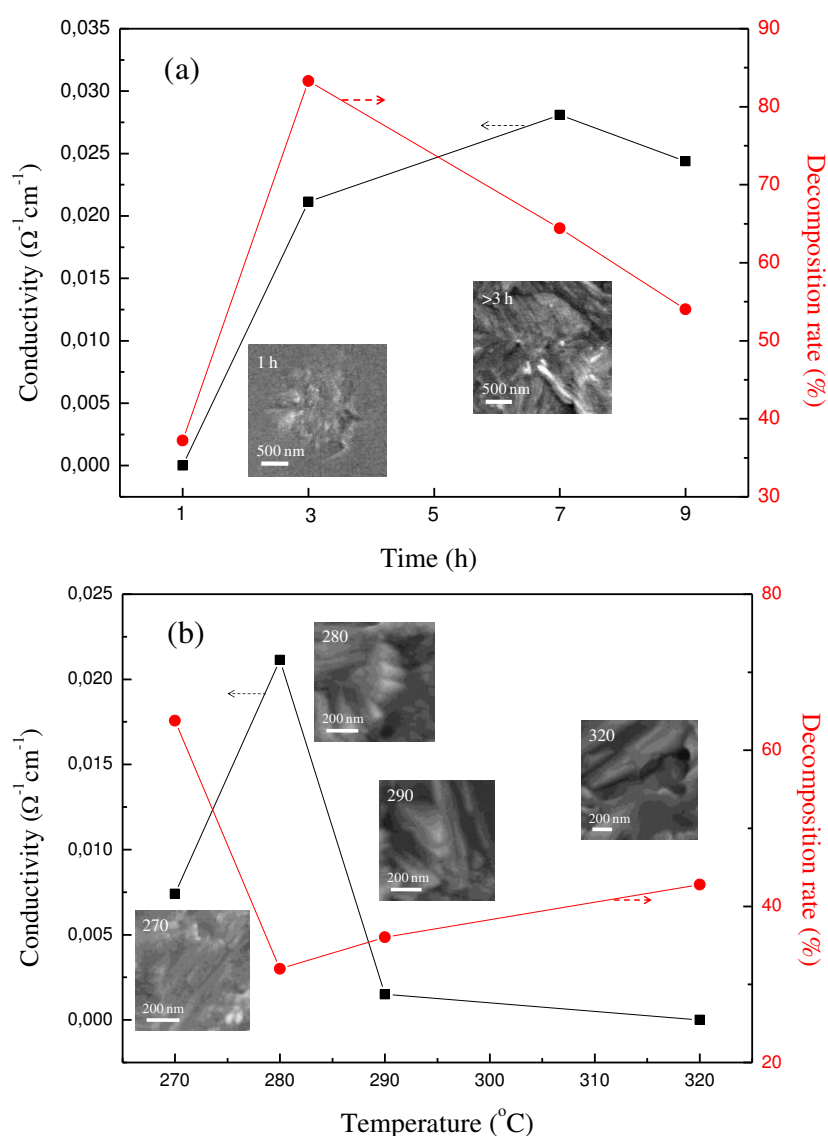 (a)
0,035
0,030
0,025
0,020
0,015
0,010
0,005
0,000
Conductivity (Ω⁻¹cm⁻¹)
90
80
70
60
50
40
30
Decomposition rate (%)
1 h
500 nm
>3 h
500 nm
1 3 5 7 9
Time (h)
(b)
0,025
0,020
0,015
0,010
0,005
0,000
Conductivity (Ω⁻¹cm⁻¹)
80
60
40
20
Decomposition rate (%)
280
200 nm
320
200 nm
290
200 nm
270
200 nm
270 280 290 300 310 320
Temperature (°C)